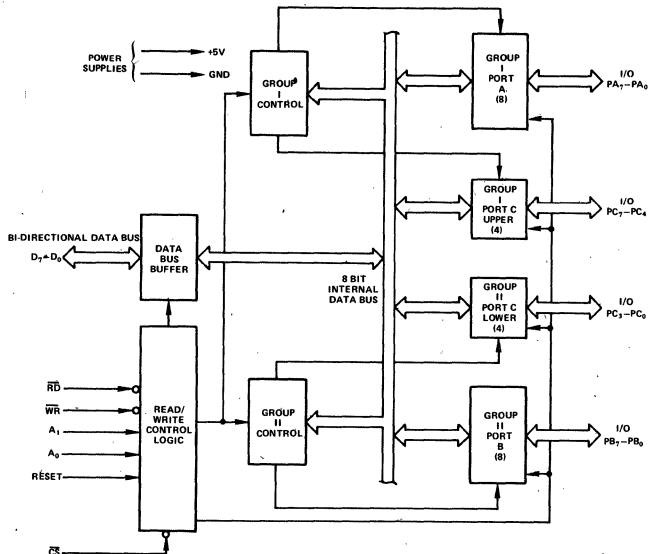 POWER
SUPPLIES
+5V
GND
GROUP
I
CONTROL
GROUP
I
PORT
A
(8)
I/O
PA7–PA0
GROUP
I
PORT C
UPPER
(4)
I/O
PC7–PC4
BI-DIRECTIONAL DATA BUS
D7–D0
DATA
BUS
BUFFER
8 BIT
INTERNAL
DATA BUS
GROUP
II
PORT C
LOWER
(4)
I/O
PC3–PC0
RD
WR
A1
A0
RESET
CS
READ/
WRITE
CONTROL
LOGIC
GROUP
II
CONTROL
GROUP
II
PORT
B
(8)
I/O
PB7–PB0